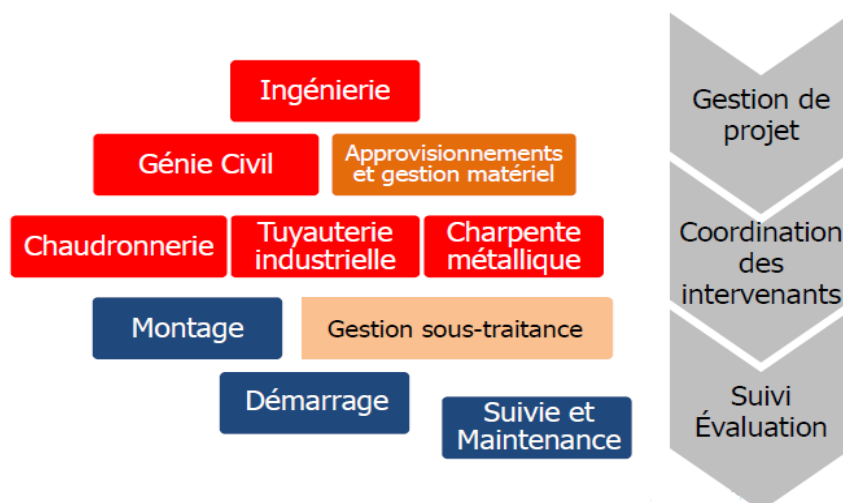 Ingénierie
Génie Civil
Approvisionnements
et gestion matériel
Chaudronnerie
Tuyauterie
industrielle
Charpente
métallique
Montage
Gestion sous-traitance
Démarrage
Suivie et
Maintenance
Gestion de
projet
Coordination
des
intervenants
Suivi
Évaluation